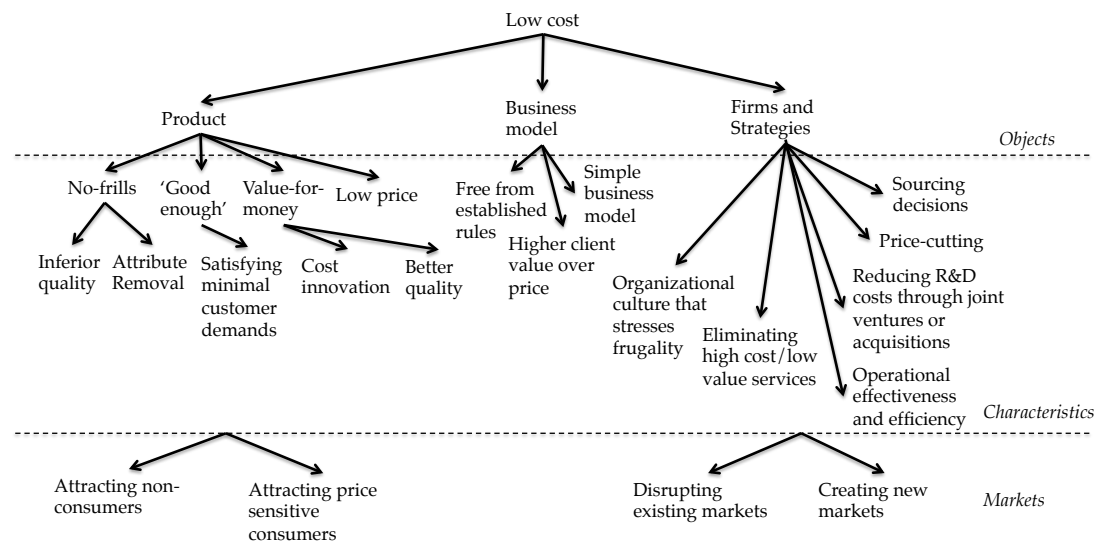 Low cost
Product
Business
model
Firms and
Strategies
Objects
No-frills
‘Good
enough’
Value-for-
money
Low price
Free from
established
rules
Simple
business
model
Sourcing
decisions
Inferior
quality
Attribute
Removal
Satisfying
minimal
customer
demands
Cost
innovation
Better
quality
Higher client
value over
price
Organizational
culture that
stresses
frugality
Eliminating
high cost/low
value services
Price-cutting
Reducing R&D
costs through joint
ventures or
acquisitions
Operational
effectiveness
and efficiency
Characteristics
Attracting non-
consumers
Attracting price
sensitive
consumers
Disrupting
existing markets
Creating new
markets
Markets